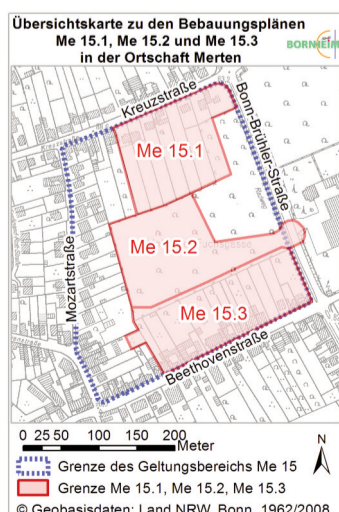 Übersichtskarte zu den Bebauungsplänen
Me 15.1, Me 15.2 und Me 15.3
in der Ortschaft Merten
BORNHEIM
Kreuzstraße
Bonn-Brühler-Straße
Me 15.1
Me 15.2
Mozartstraße
Me 15.3
Beethovenstraße
0 25 50 100 150 200
Meter
N
Grenze des Geltungsbereichs Me 15
Grenze Me 15.1, Me 15.2, Me 15.3
© Geobasisdaten: Land NRW, Bonn, 1962/2008